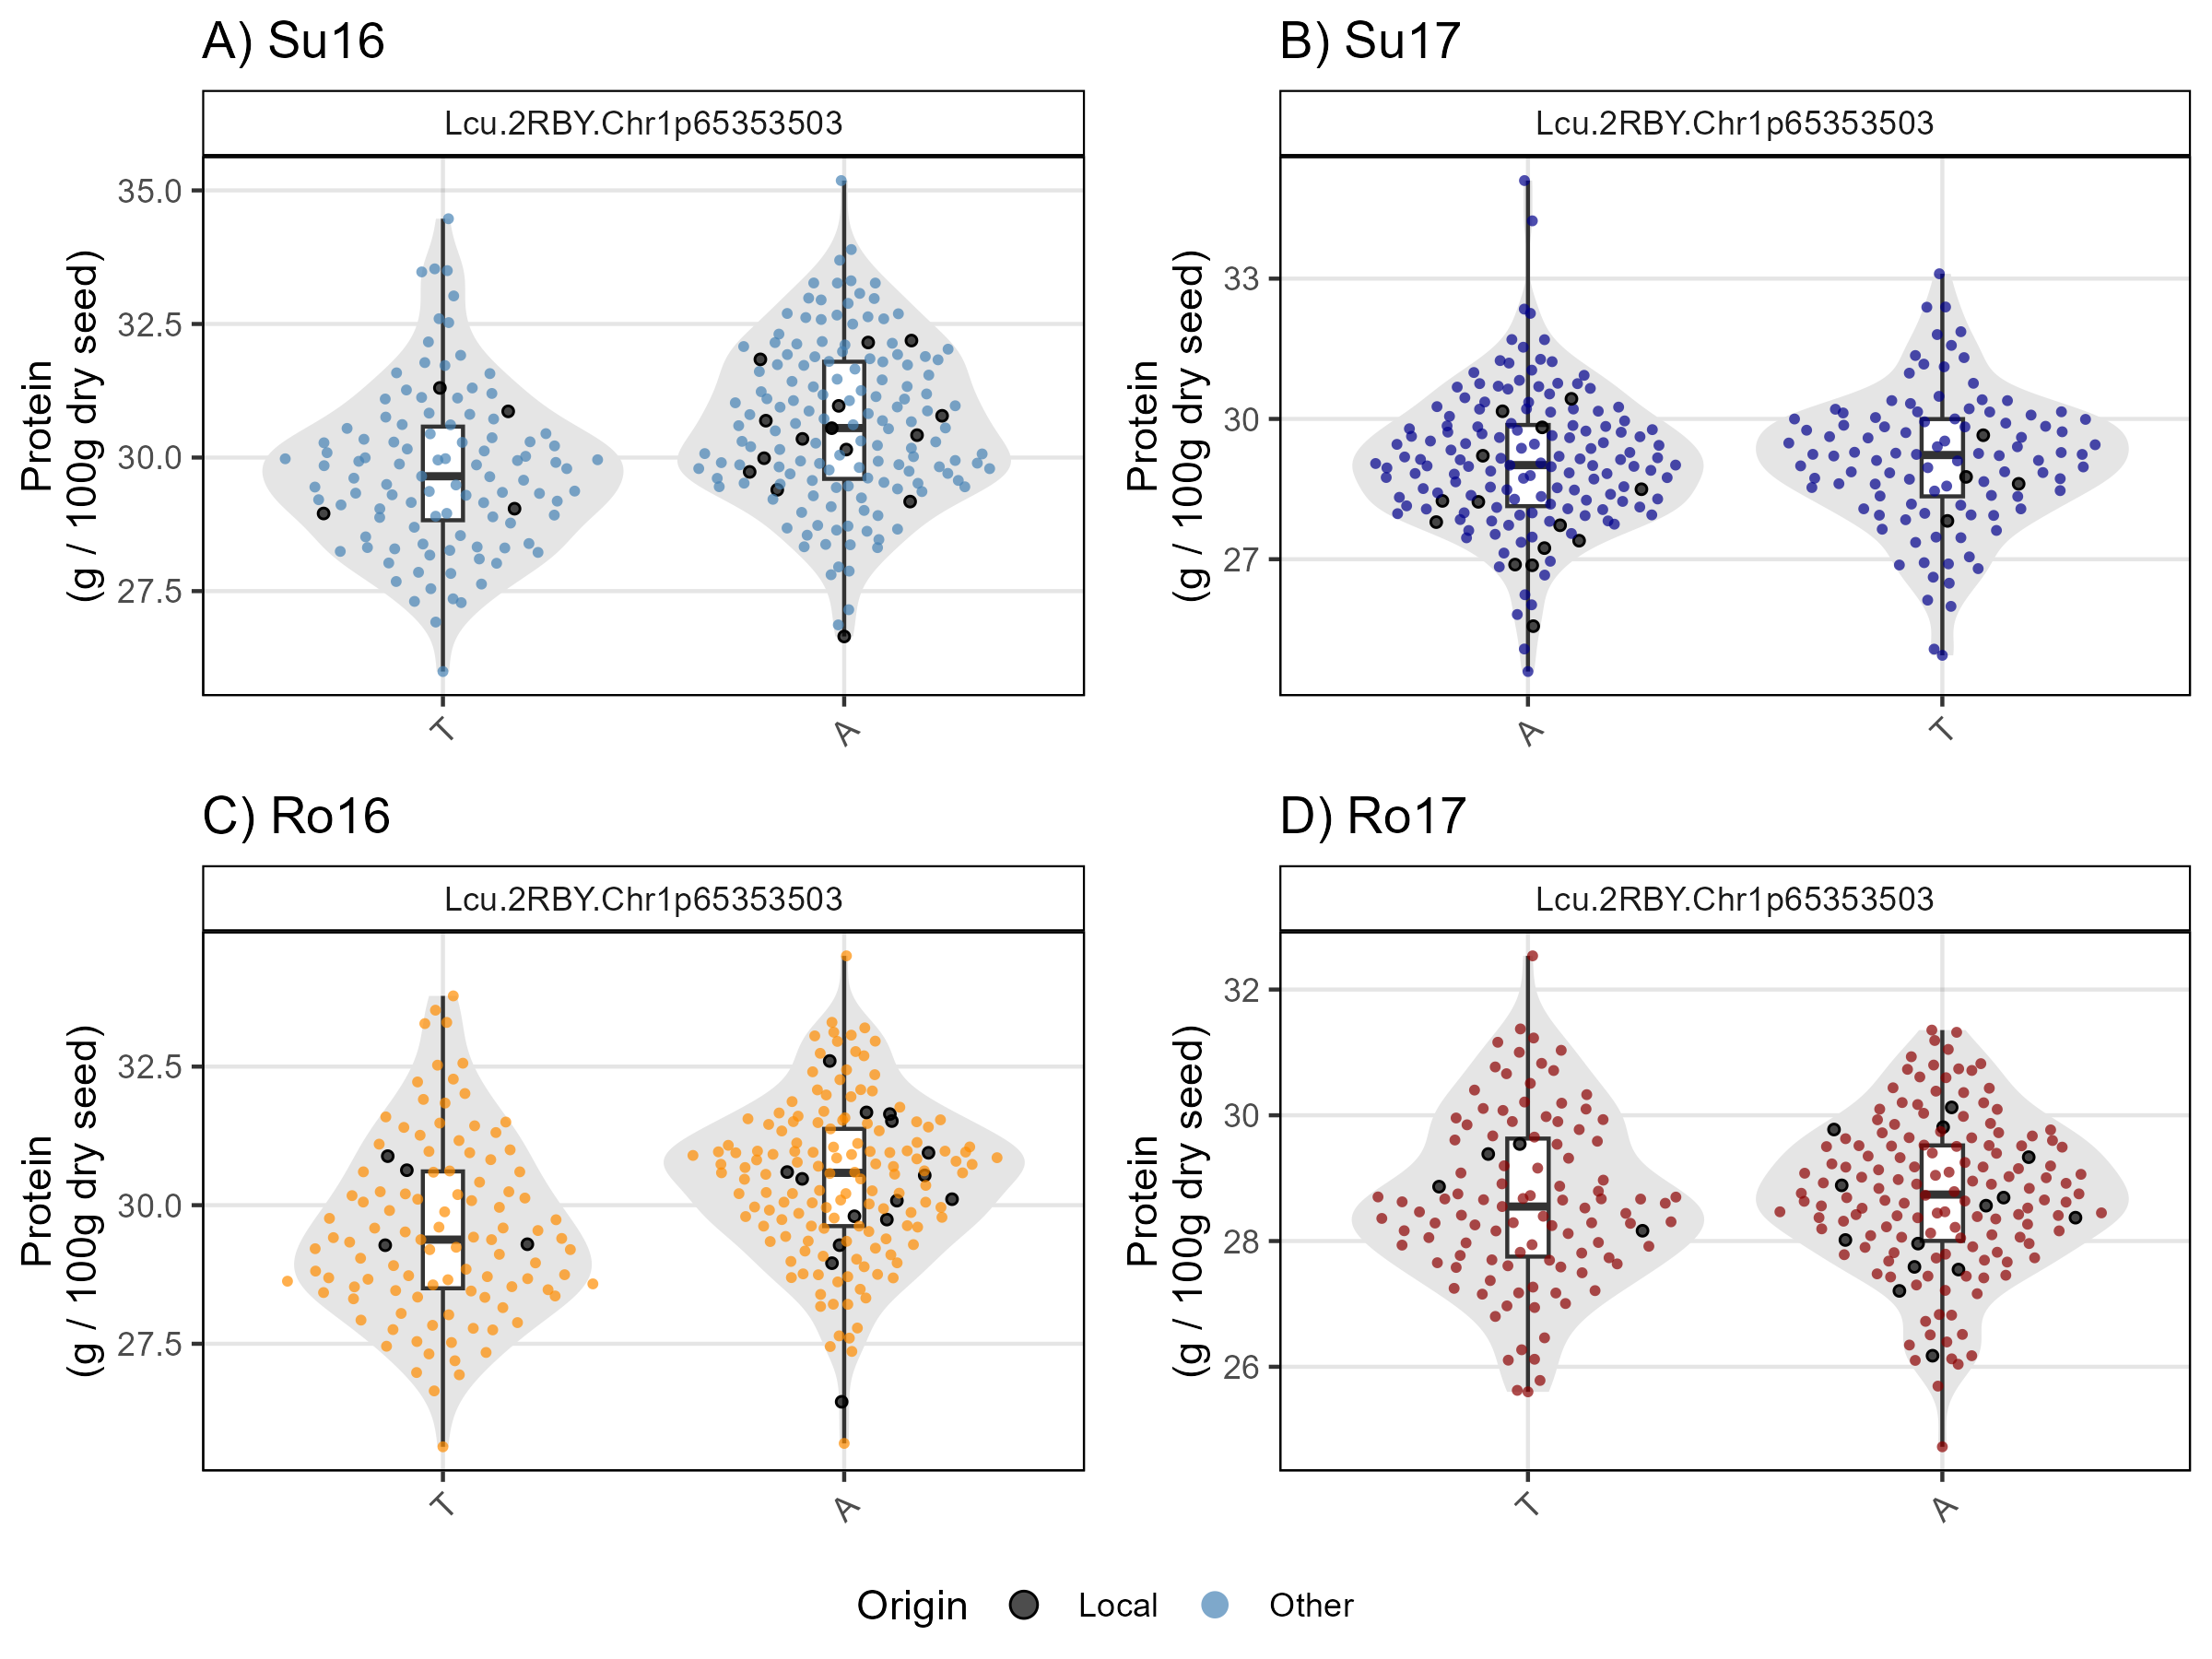 A) Su16
Lcu.2RBY.Chr1p65353503
Protein
(g / 100g dry seed)
35.0
32.5
30.0
27.5
T
A
B) Su17
Lcu.2RBY.Chr1p65353503
Protein
(g / 100g dry seed)
33
30
27
A
T
C) Ro16
Lcu.2RBY.Chr1p65353503
Protein
(g / 100g dry seed)
32.5
30.0
27.5
T
A
D) Ro17
Lcu.2RBY.Chr1p65353503
Protein
(g / 100g dry seed)
32
30
28
26
T
A
Origin Local Other